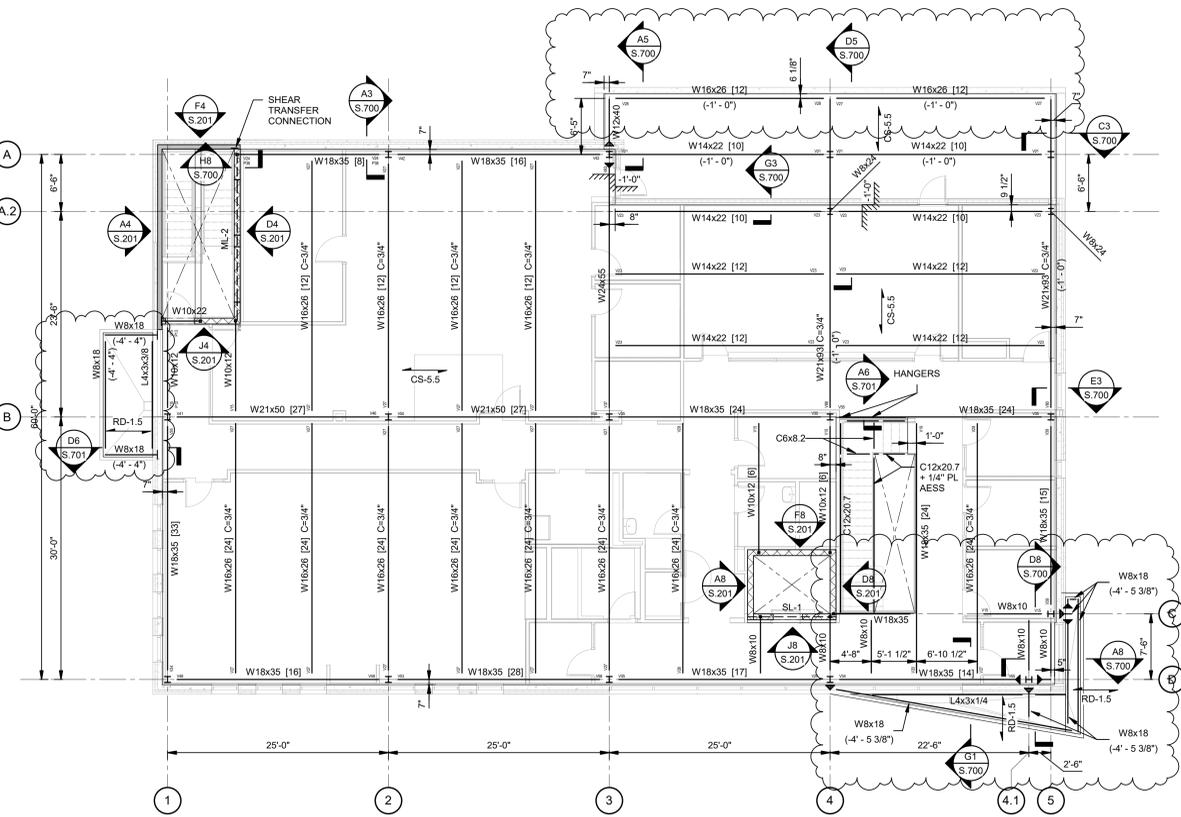 A5
S.700
D5
S.700
7"
6 1/8"
W16x26 [12]
W16x26 [12]
(-1' - 0")
(-1' - 0")
7"
F4
S.201
SHEAR
TRANSFER
CONNECTION
A3
S.700
7"
6'-5"
W12x40
CS-5.5
C3
S.700
A
H8
S.700
W18x35 [8]
W18x35 [16]
W14x22 [10]
W14x22 [10]
(-1' - 0")
(-1' - 0")
G3
S.700
W8x24
6'-6"
-1'-0"
-1'-0"
9 1/2"
6'-6"
A.2
8"
W14x22 [10]
W14x22 [10]
A4
S.201
ML-2
D4
S.201
W8x24
W16x26 [12] C=3/4"
W16x26 [12] C=3/4"
W16x26 [12] C=3/4"
W16x26 [12] C=3/4"
W24x55
W14x22 [12]
W14x22 [12]
W21x93 C=3/4"
(-1' - 0")
W21x93 C=3/4"
(-1' - 0")
CS-5.5
23'-6"
W10x22
W8x18
(-4' - 4")
7"
J4
S.201
W14x22 [12]
W14x22 [12]
W8x18
(-4' - 4")
L4x3x3/8
W10x12
W10x12
CS-5.5
A6
S.701
HANGERS
E3
S.700
60'-0"
B
RD-1.5
W21x50 [27]
W21x50 [27]
W18x35 [24]
W18x35 [24]
D6
S.701
W8x18
(-4' - 4")
C6x8.2
1'-0"
7"
8"
C12x20.7
+ 1/4" PL
AESS
W10x12 [6]
W10x12 [6]
C12x20.7
W18x35 [24]
W18x35 [15]
30'-0"
W18x35 [33]
W16x26 [24] C=3/4"
W16x26 [24] C=3/4"
W16x26 [24] C=3/4"
W16x26 [24] C=3/4"
W16x26 [24] C=3/4"
W16x26 [24] C=3/4"
W16x26 [24] C=3/4"
F8
S.201
A8
S.201
D8
S.201
D8
S.700
W8x18
(-4' - 5 3/8")
SL-1
W8x10
W18x35
J8
S.201
W8x10
W8x10
W8x10
W8x10
W8x10
7'-6"
4'-8"
5'-1 1/2"
6'-10 1/2"
5"
A8
S.700
W18x35 [16]
W18x35 [28]
W18x35 [17]
W18x35 [14]
7"
L4x3x1/4
RD-1.5
RD-1.5
W8x18
(-4' - 5 3/8")
W8x18
(-4' - 5 3/8")
25'-0"
25'-0"
25'-0"
22'-6"
G1
S.700
2'-6"
1
2
3
4
4.1
5